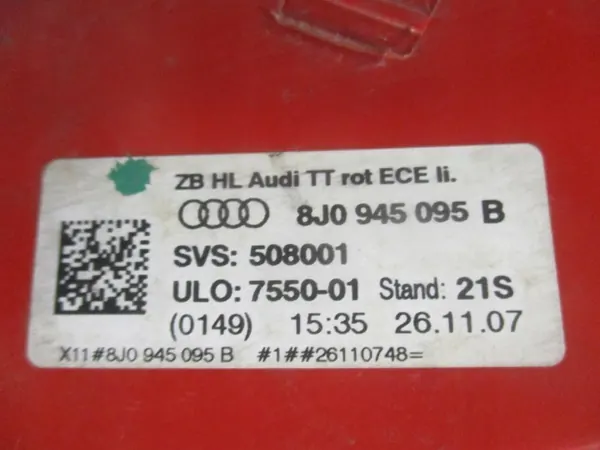 ZB HL Audi TT rot ECE li.
8J0 945 095 B
SVS: 508001
ULO: 7550-01 Stand: 21S
(0149) 15:35 26.11.07
X11#8J0 945 095 B #1##26110748=